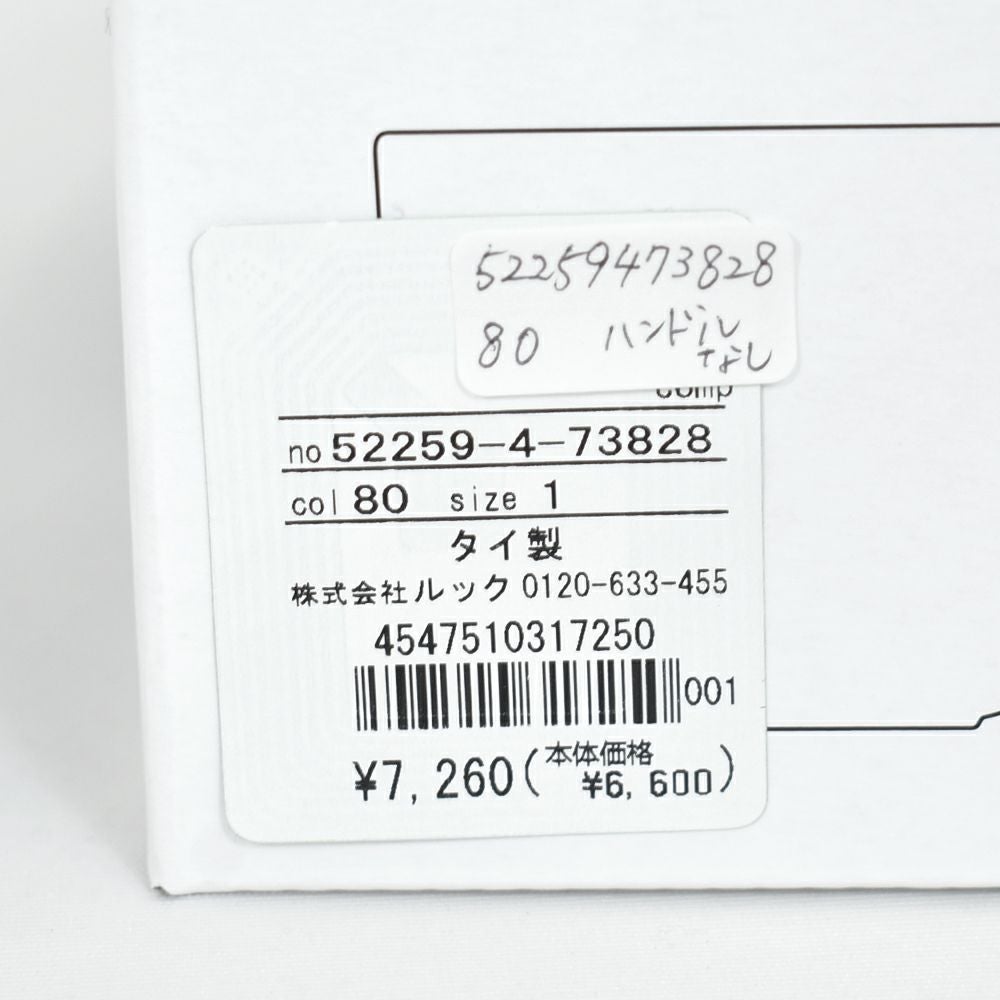 52259473828
80 ハンドル
なし
comp
no 52259-4-73828
col 80 size 1
タイ製
株式会社ルック 0120-633-455
4547510317250
001
¥7,260(本体価格 ¥6,600)